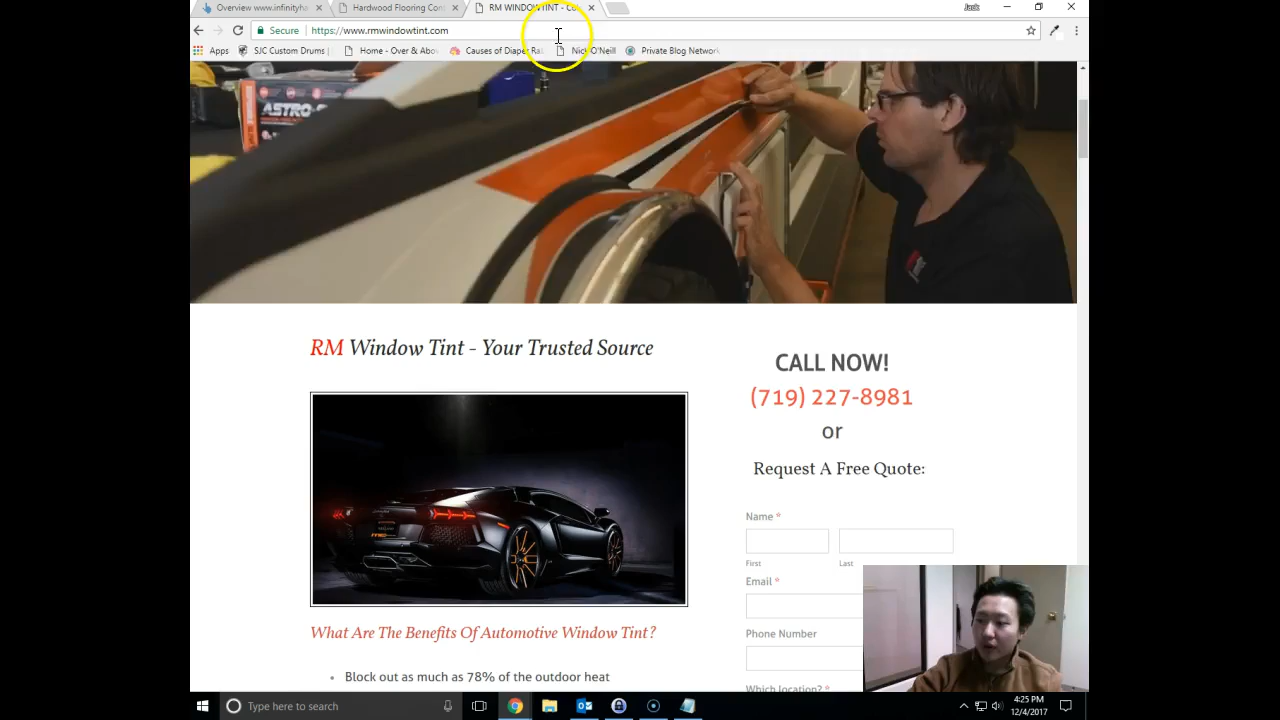 Overview www.infinityha
Hardwood Flooring Con
RM WINDOW TINT - Co
Jack
Secure
https://www.rmwindowtint.com
Apps
SJC Custom Drums
Home - Over & Abo
Causes of Diaper Ra
Nick O'Neill
Private Blog Network
ASTRO-
RM Window Tint - Your Trusted Source
CALL NOW!
(719) 227-8981
or
Request A Free Quote:
Name *
First
Last
Email *
Phone Number
Which location? *
What Are The Benefits Of Automotive Window Tint?
• Block out as much as 78% of the outdoor heat
Type here to search
4:25 PM
12/4/2017